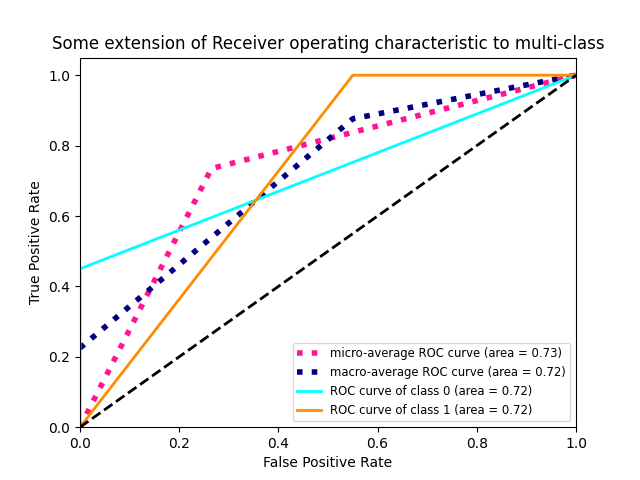 Some extension of Receiver operating characteristic to multi-class
1.0
0.8
0.6
0.4
0.2
0.0
True Positive Rate
micro-average ROC curve (area = 0.73)
macro-average ROC curve (area = 0.72)
ROC curve of class 0 (area = 0.72)
ROC curve of class 1 (area = 0.72)
0.0 0.2 0.4 0.6 0.8 1.0
False Positive Rate